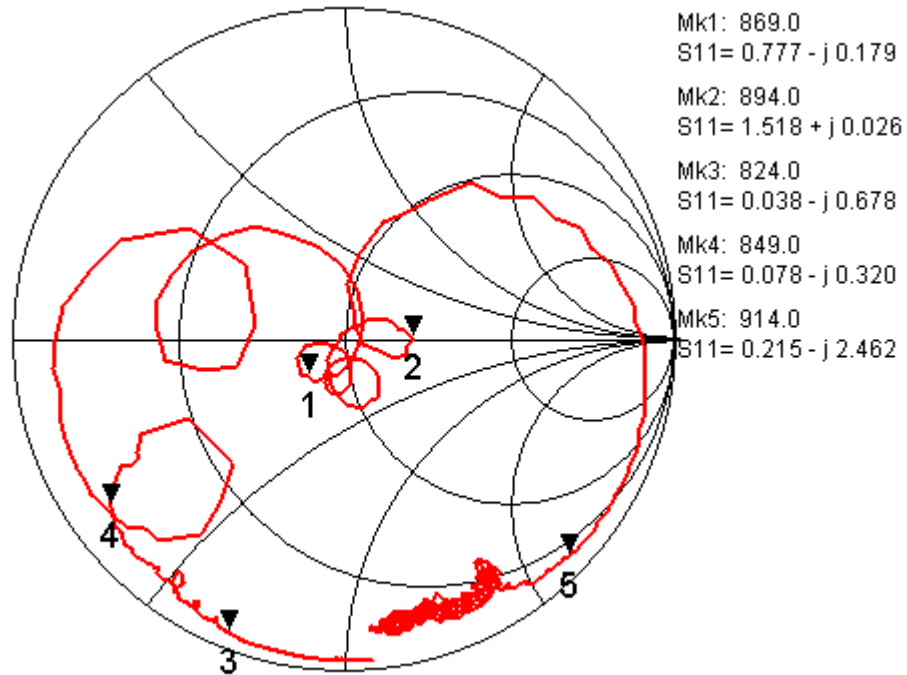 Mk1: 869.0
S11= 0.777 - j 0.179
Mk2: 894.0
S11= 1.518 + j 0.026
Mk3: 824.0
S11= 0.038 - j 0.678
Mk4: 849.0
S11= 0.078 - j 0.320
Mk5: 914.0
S11= 0.215 - j 2.462
2
1
4
5
3